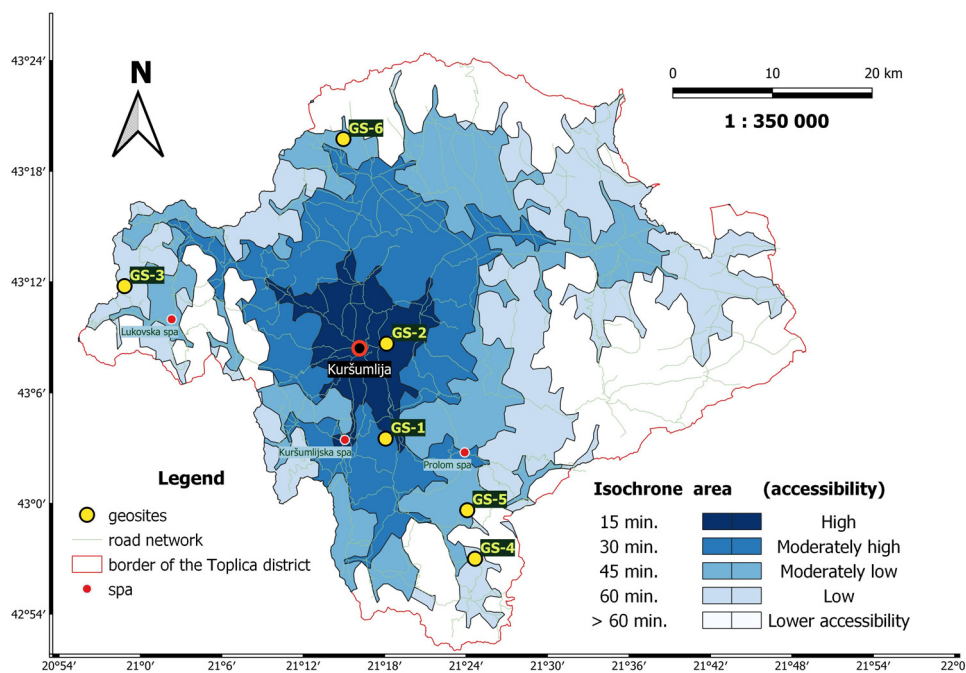 43°24′
43°18′
43°12′
43°6′
43°0′
42°54′
N
0 10 20 km
1 : 350 000
GS-6
GS-3
Lukovska spa
GS-2
Kuršumlija
GS-1
Kuršumlijska spa
Prolom spa
GS-5
GS-4
Legend
geosites
road network
border of the Toplica district
spa
Isochrone area (accessibility)
15 min. High
30 min. Moderately high
45 min. Moderately low
60 min. Low
> 60 min. Lower accessibility
20°54′ 21°0′ 21°6′ 21°12′ 21°18′ 21°24′ 21°30′ 21°36′ 21°42′ 21°48′ 21°54′ 22°0